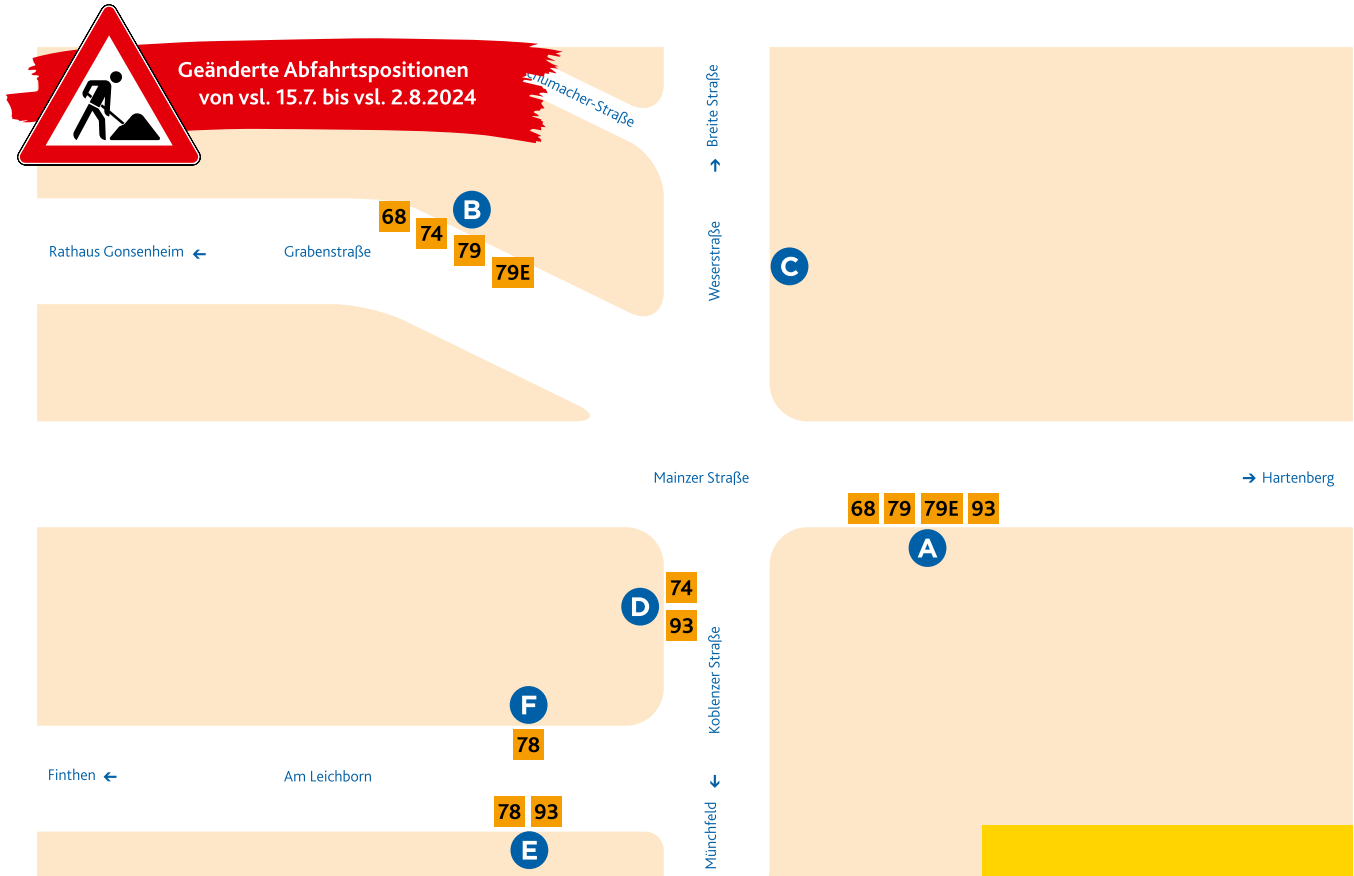 Geänderte Abfahrtspositionen
von vsl. 15.7. bis vsl. 2.8.2024
Breite Straße
68
74
B
79
79E
Rathaus Gonsenheim ←
Grabenstraße
Weserstraße
C
Mainzer Straße
→ Hartenberg
68 79 79E 93
A
D
74
93
Koblenzer Straße
F
78
Finthen ←
Am Leichborn
78 93
E
Münchfeld